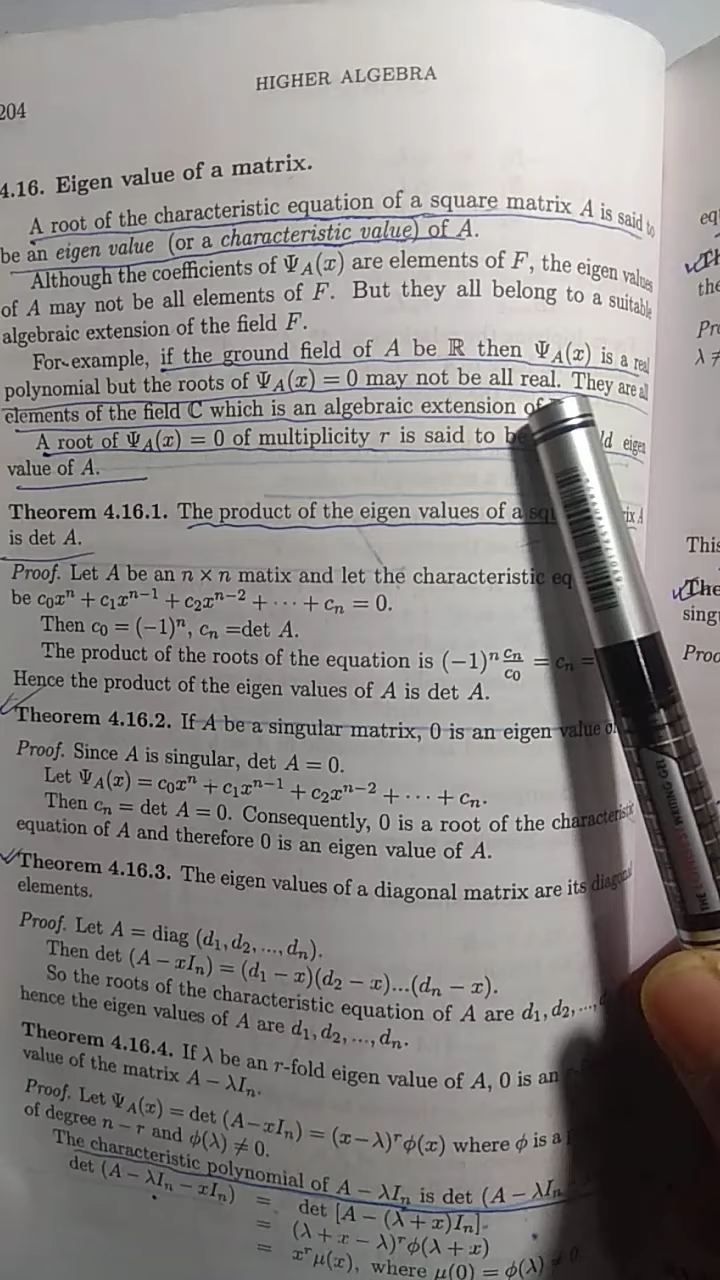 HIGHER ALGEBRA
204
4.16. Eigen value of a matrix.
A root of the characteristic equation of a square matrix A is said to
be an eigen value (or a characteristic value) of A.
Although the coefficients of Ψ_A(x) are elements of F, the eigen values
of A may not be all elements of F. But they all belong to a suitable
algebraic extension of the field F.
For example, if the ground field of A be ℝ then Ψ_A(x) is a real
polynomial but the roots of Ψ_A(x) = 0 may not be all real. They are all
elements of the field ℂ which is an algebraic extension of
A root of Ψ_A(x) = 0 of multiplicity r is said to be ld eigen
value of A.
Theorem 4.16.1. The product of the eigen values of a squ ix A
is det A.
Proof. Let A be an n × n matix and let the characteristic eq
be c₀xⁿ + c₁xⁿ⁻¹ + c₂xⁿ⁻² + ··· + cₙ = 0.
Then c₀ = (−1)ⁿ, cₙ =det A.
The product of the roots of the equation is (−1)ⁿ cₙ/c₀ = cₙ =
Hence the product of the eigen values of A is det A.
Theorem 4.16.2. If A be a singular matrix, 0 is an eigen value of
Proof. Since A is singular, det A = 0.
Let Ψ_A(x) = c₀xⁿ + c₁xⁿ⁻¹ + c₂xⁿ⁻² + ··· + cₙ.
Then cₙ = det A = 0. Consequently, 0 is a root of the characteristic
equation of A and therefore 0 is an eigen value of A.
Theorem 4.16.3. The eigen values of a diagonal matrix are its diagonal
elements.
Proof. Let A = diag (d₁, d₂, ..., dₙ).
Then det (A − xIₙ) = (d₁ − x)(d₂ − x)...(dₙ − x).
So the roots of the characteristic equation of A are d₁, d₂, ...,
hence the eigen values of A are d₁, d₂, ..., dₙ.
Theorem 4.16.4. If λ be an r-fold eigen value of A, 0 is an
value of the matrix A − λIₙ.
Proof. Let Ψ_A(x) = det (A−xIₙ) = (x−λ)ʳφ(x) where φ is a
of degree n − r and φ(λ) ≠ 0.
The characteristic polynomial of A − λIₙ is det (A − λIₙ
det (A − λIₙ − xIₙ) = det [A − (λ + x)Iₙ]
= (λ + x − λ)ʳφ(λ + x)
= xʳμ(x), where μ(0) = φ(λ) ≠ 0
eq
Th
the
Pro
λ ≠
This
The
sing
Proo
WRITING GEL